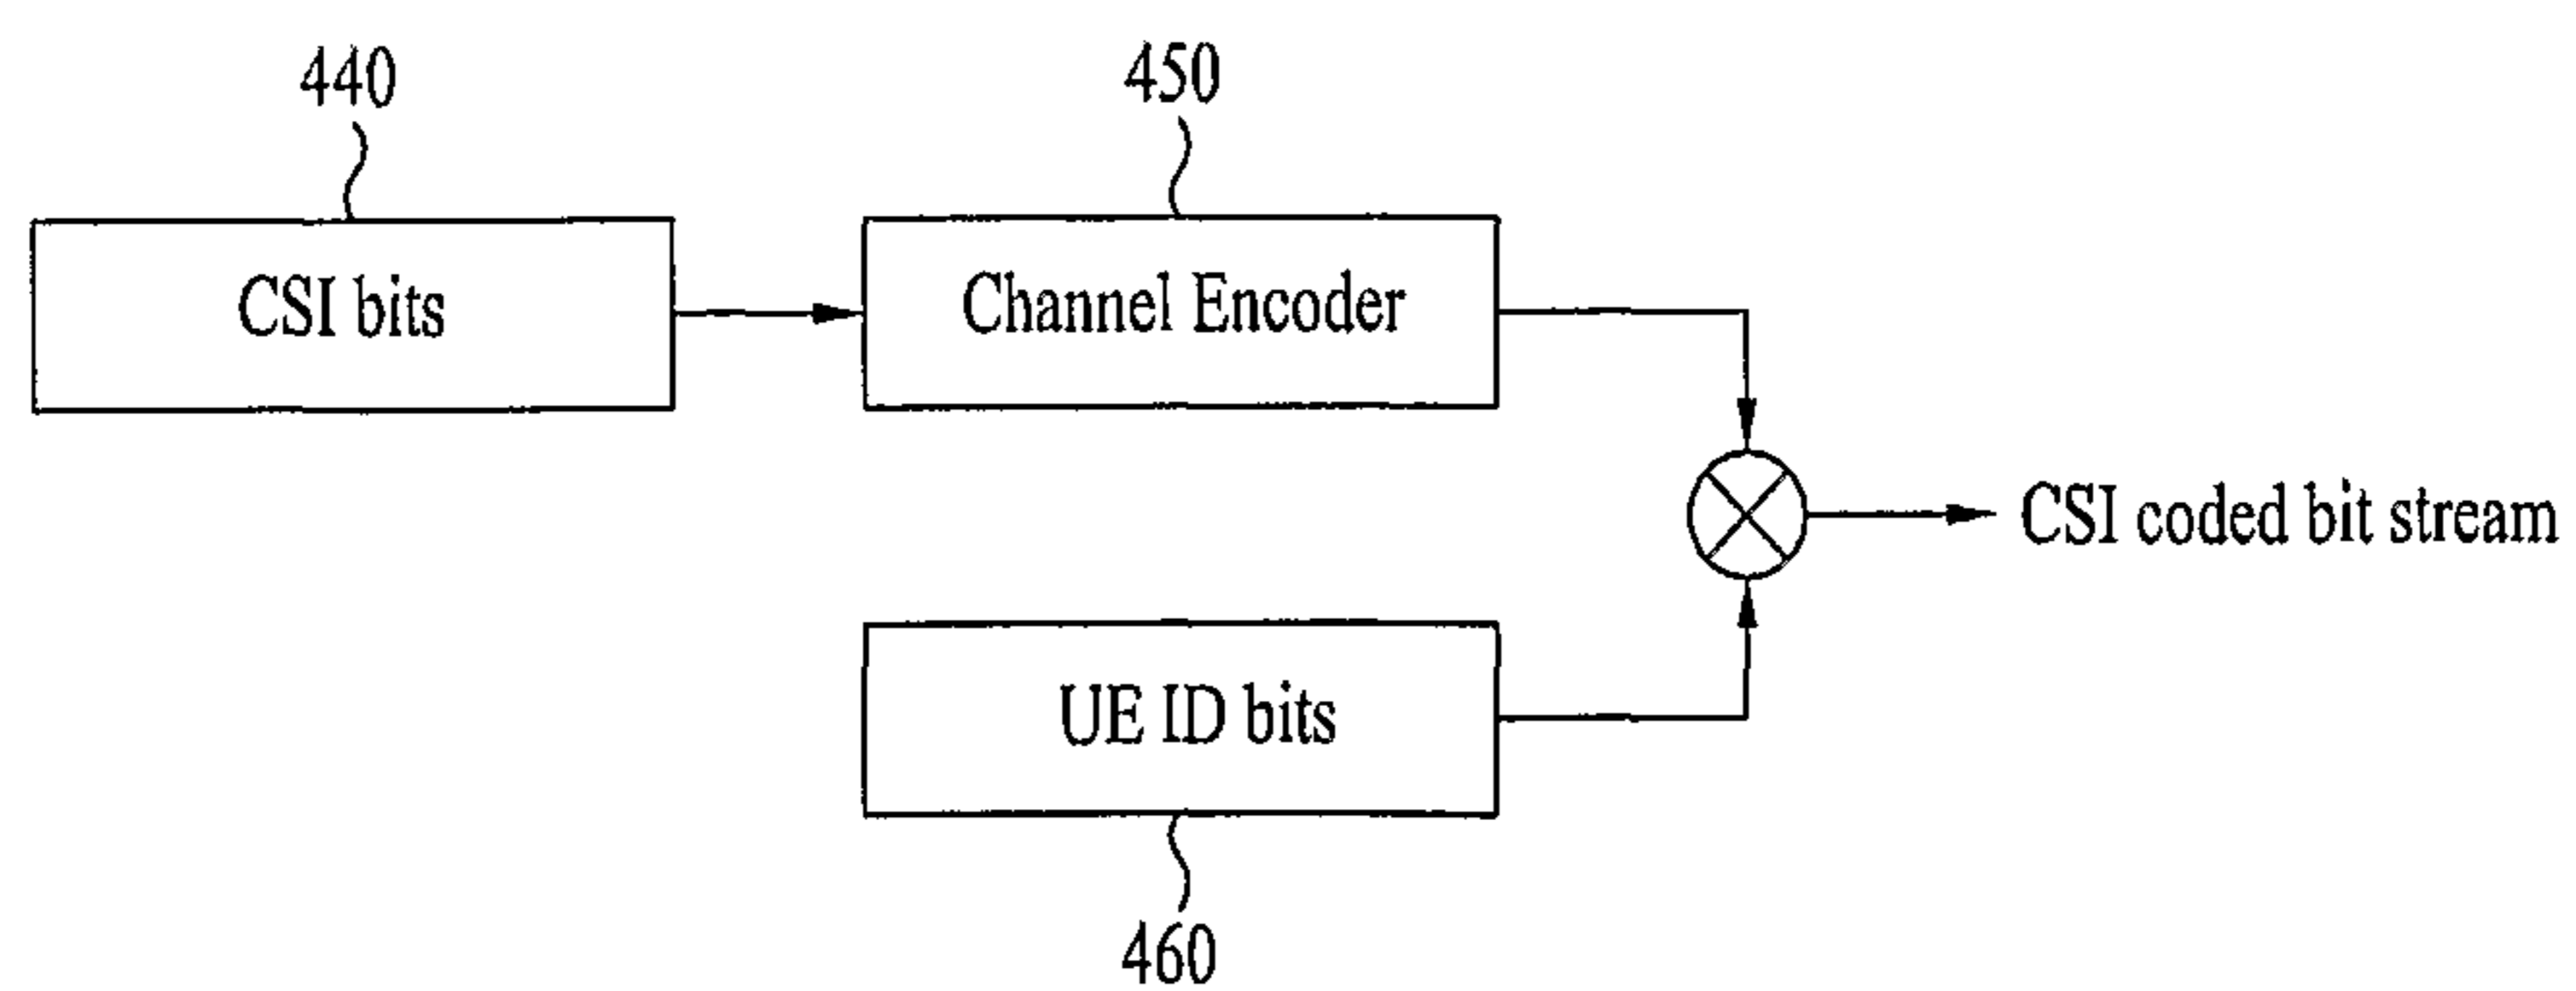 440
450
CSI bits
Channel Encoder
CSI coded bit stream
UE ID bits
460